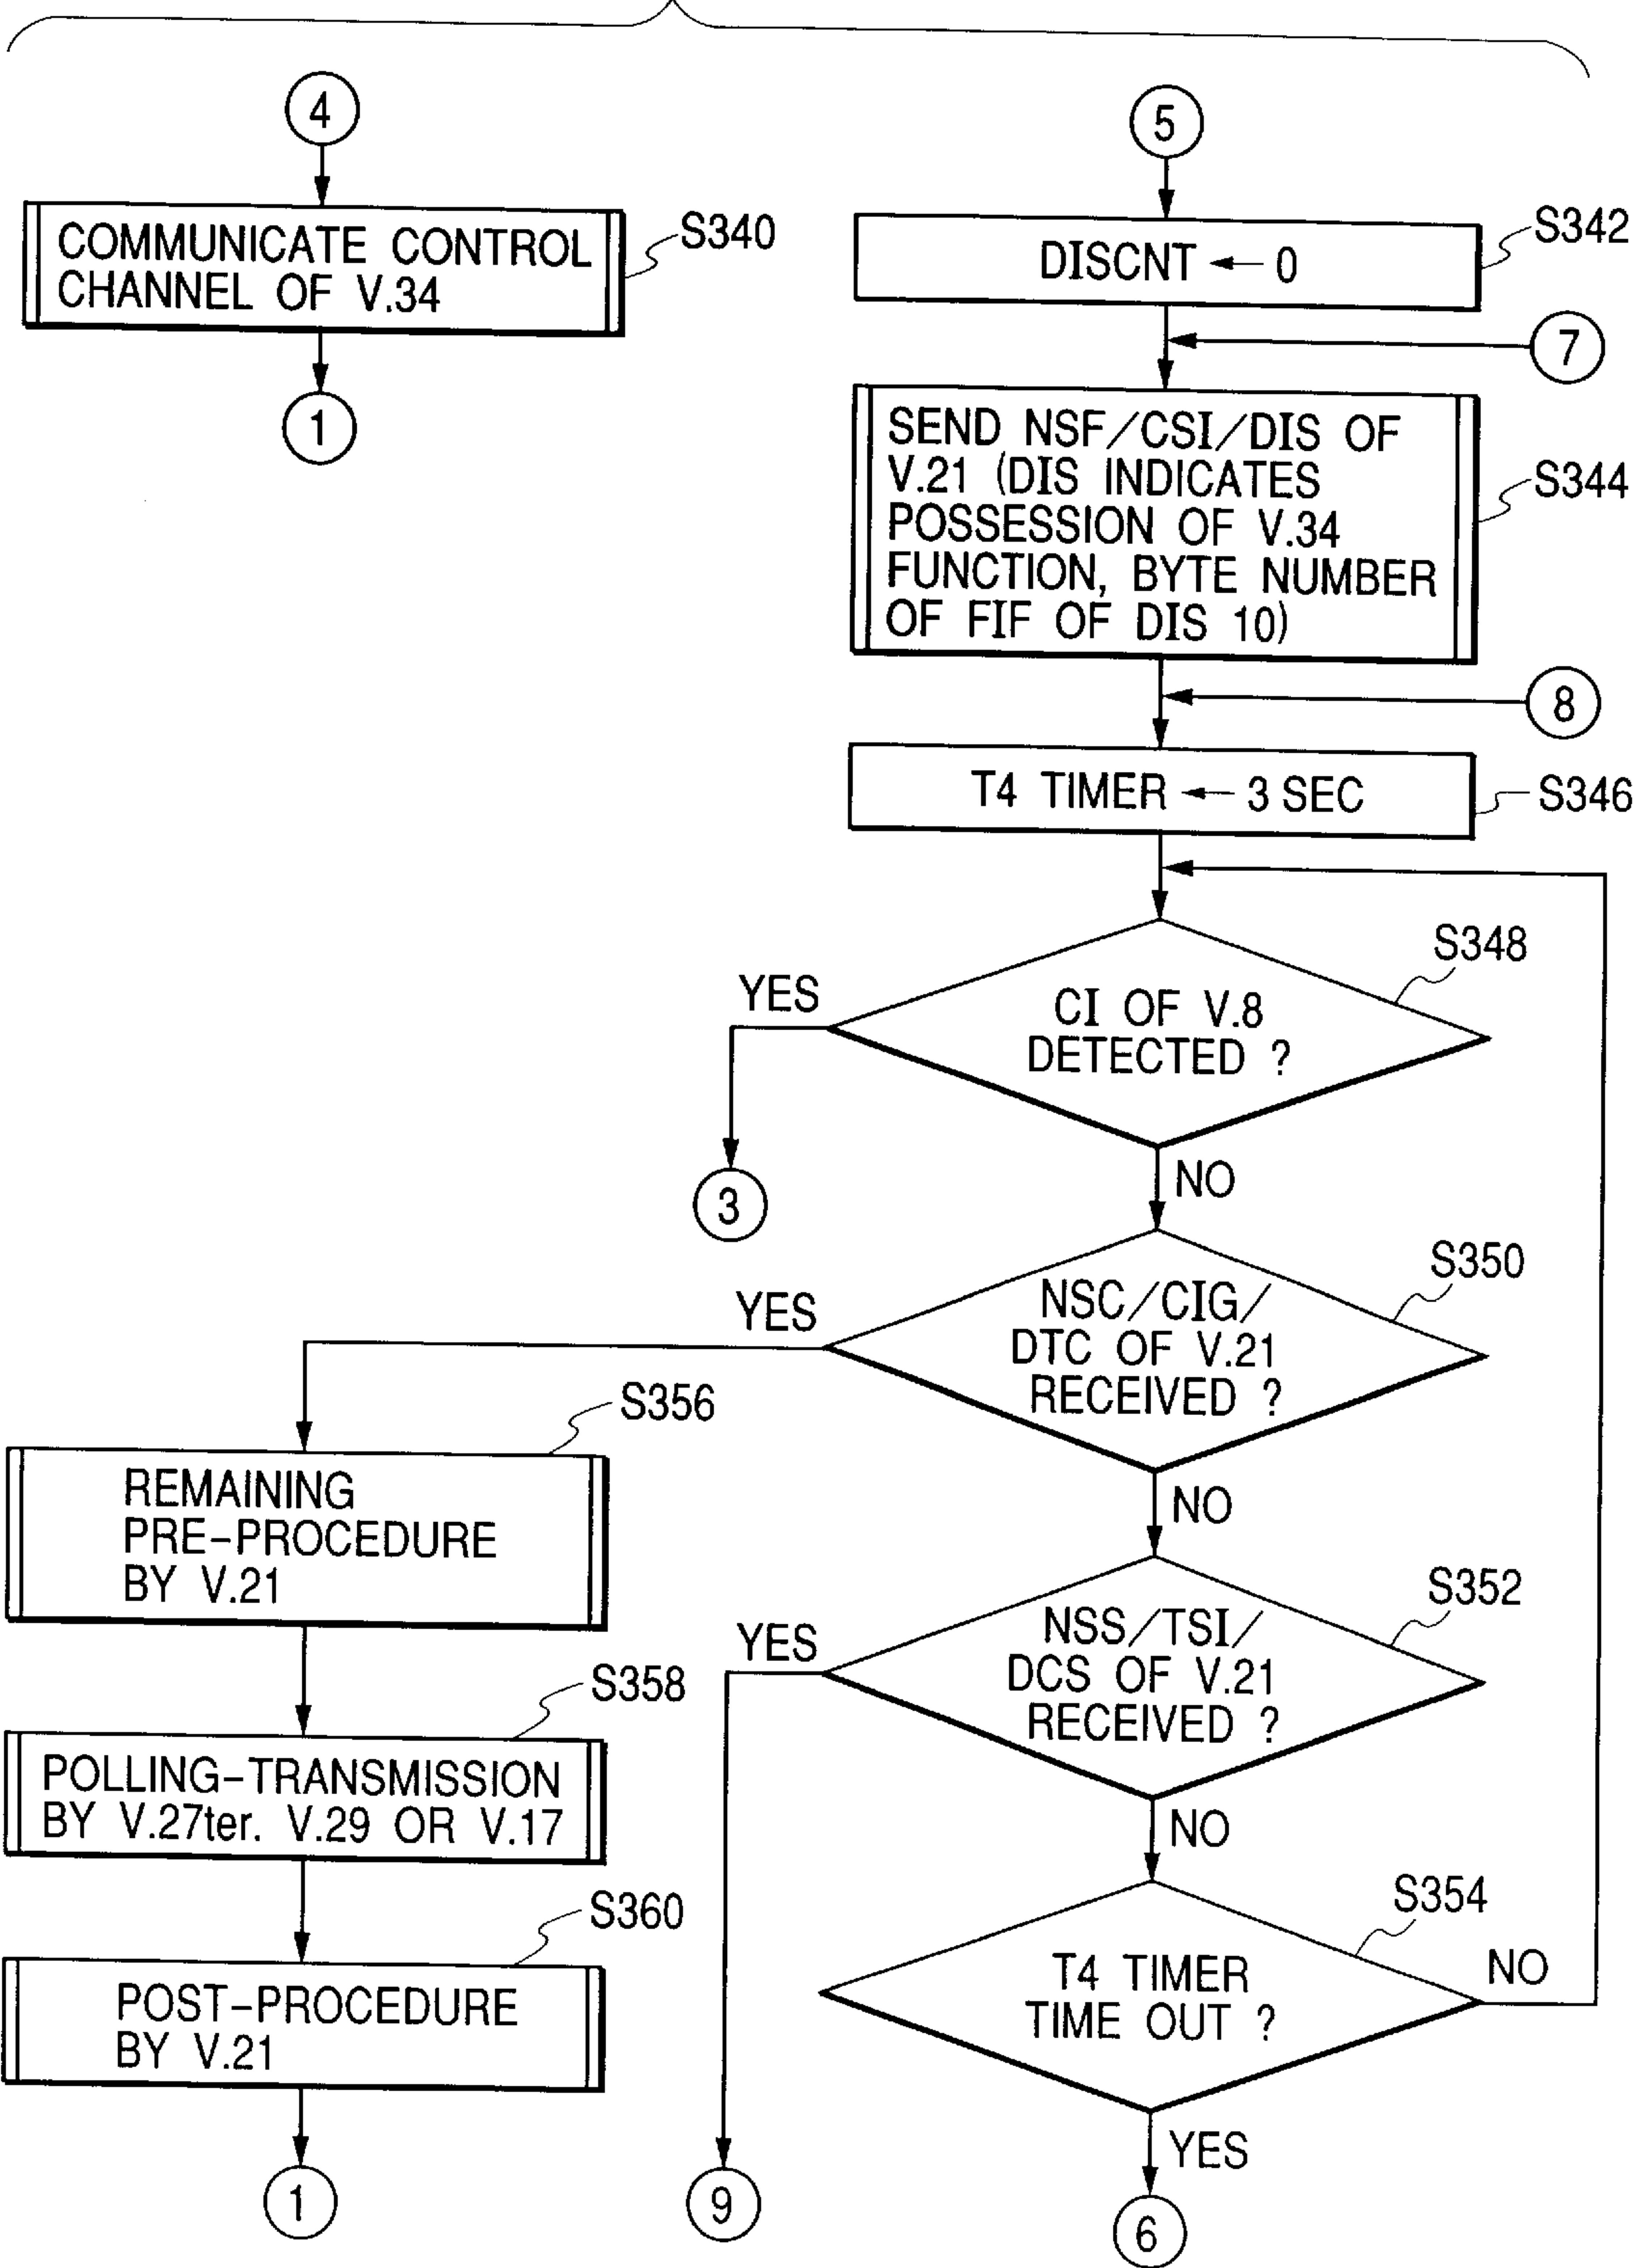 4
COMMUNICATE CONTROL
CHANNEL OF V.34
S340
1
5
DISCNT ← 0
S342
7
SEND NSF/CSI/DIS OF
V.21 (DIS INDICATES
POSSESSION OF V.34
FUNCTION, BYTE NUMBER
OF FIF OF DIS 10)
S344
8
T4 TIMER ← 3 SEC
S346
S348
CI OF V.8
DETECTED ?
YES
3
NO
S350
NSC/CIG/
DTC OF V.21
RECEIVED ?
YES
NO
S356
REMAINING
PRE-PROCEDURE
BY V.21
S358
POLLING-TRANSMISSION
BY V.27ter. V.29 OR V.17
S360
POST-PROCEDURE
BY V.21
1
S352
NSS/TSI/
DCS OF V.21
RECEIVED ?
YES
9
NO
S354
T4 TIMER
TIME OUT ?
NO
YES
6